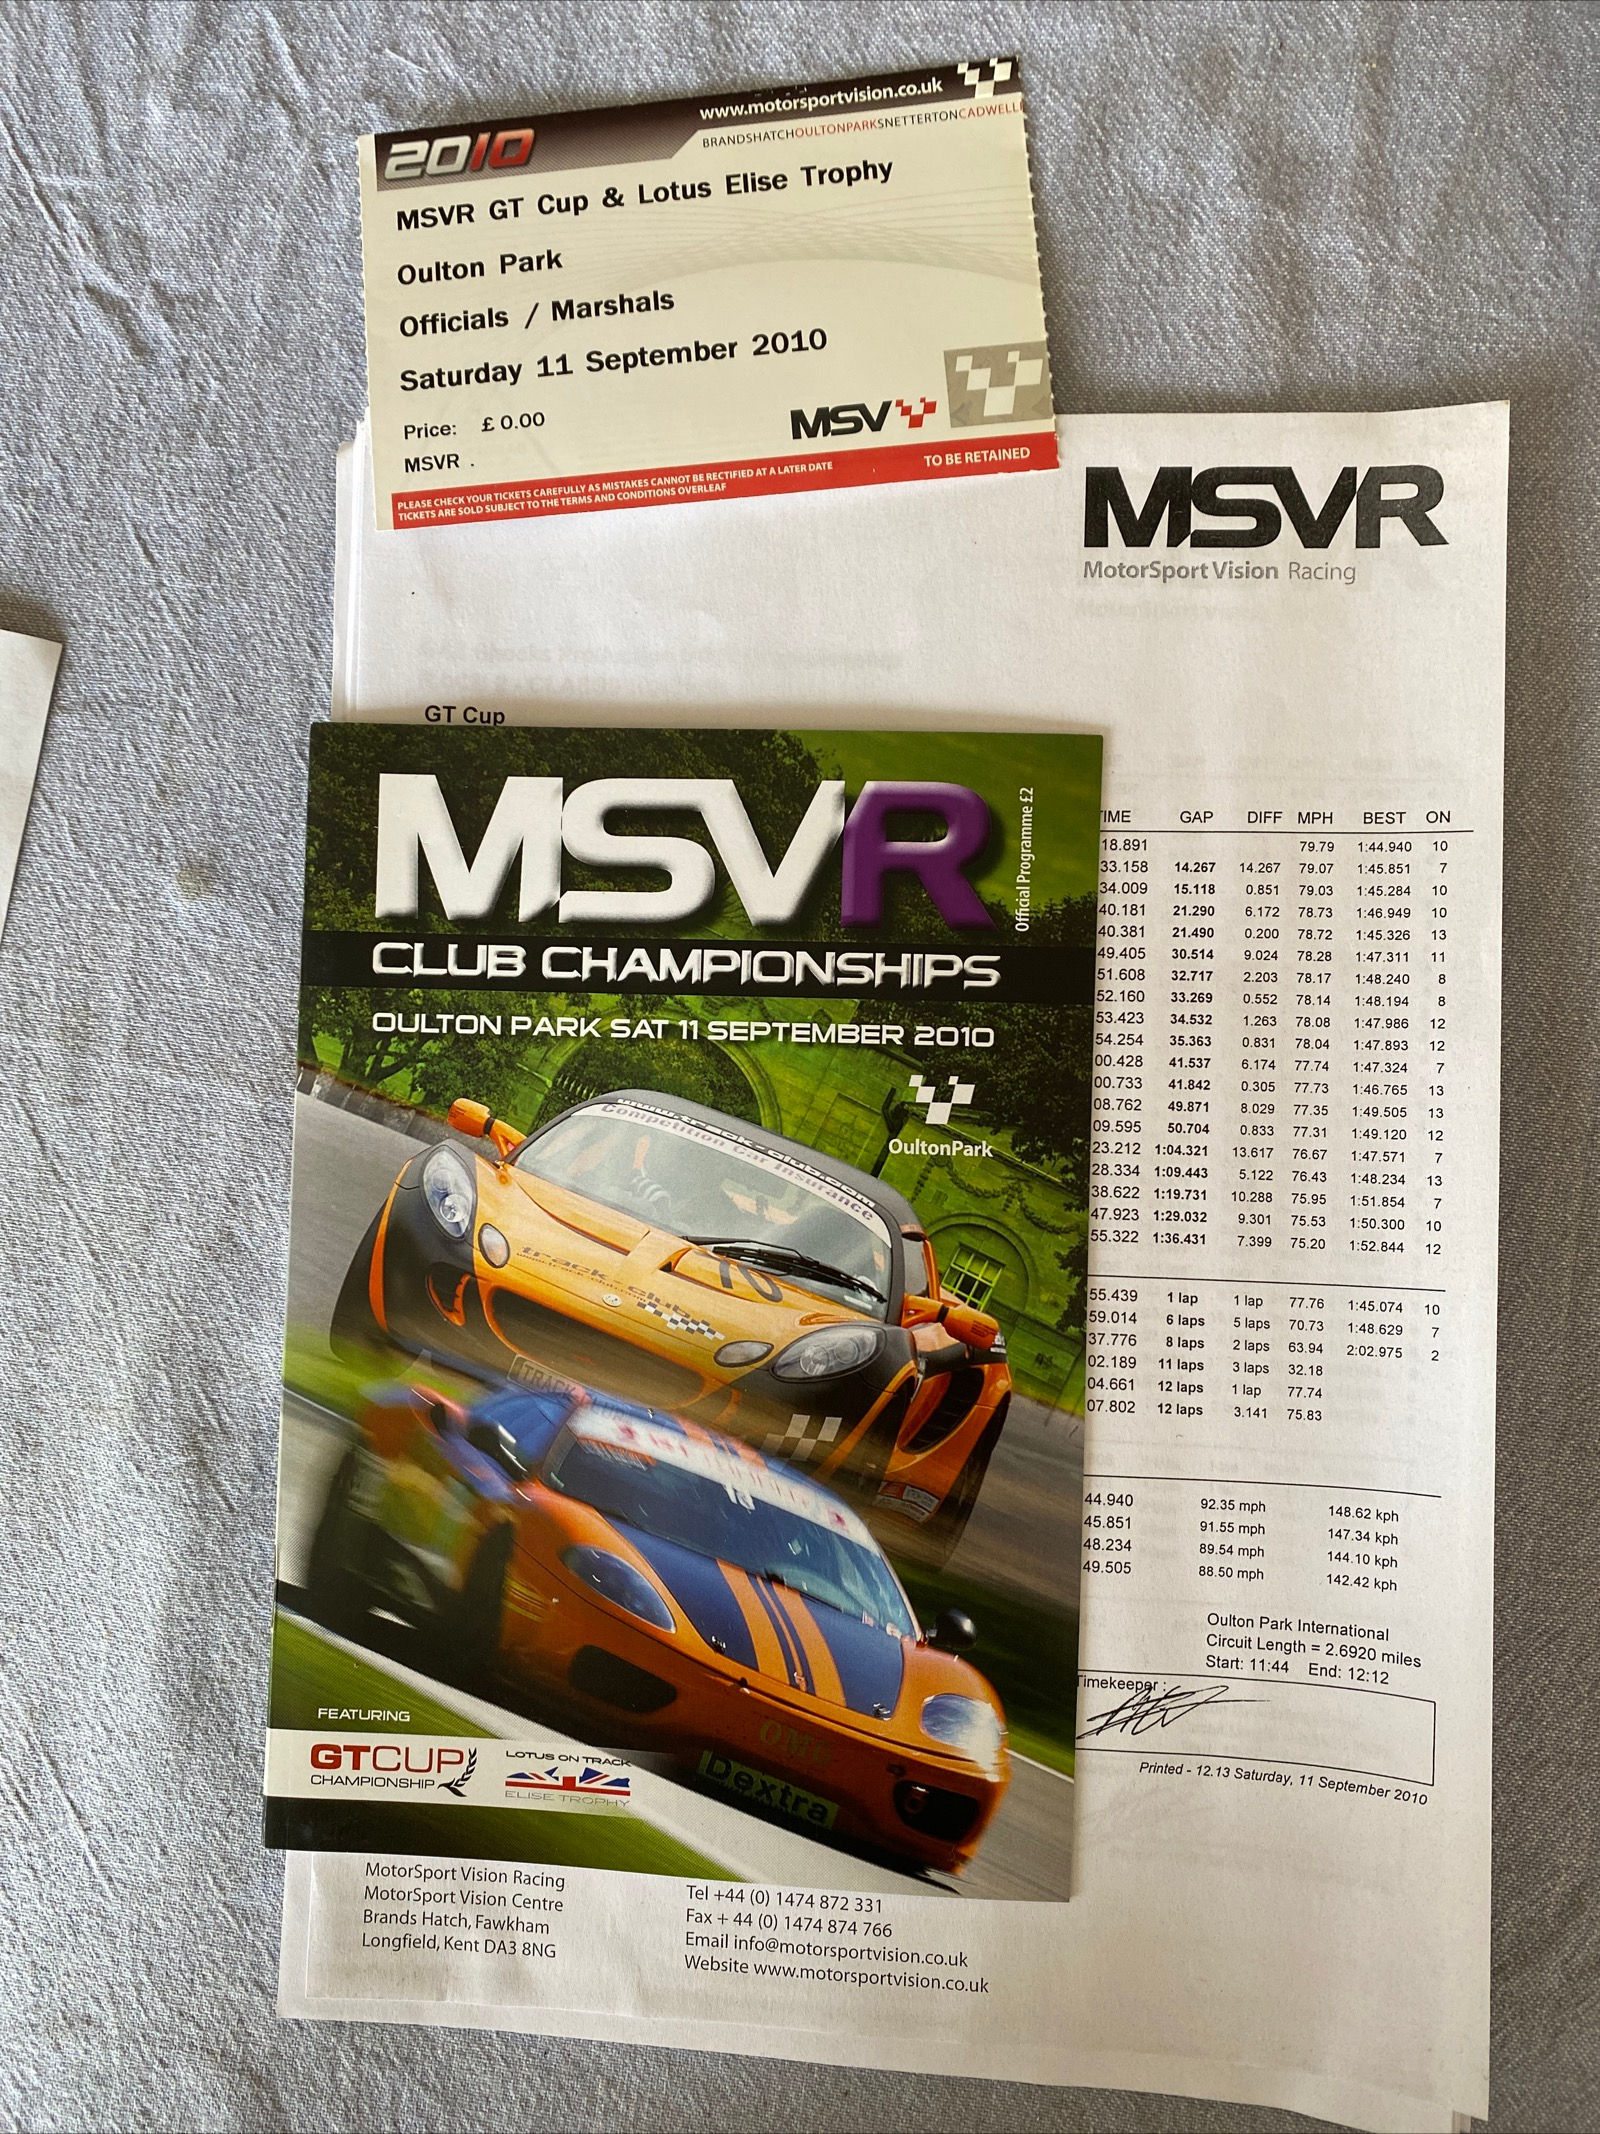 www.motorsportvision.co.uk
2010
BRANDSHATCHOULTONPARKSNETTERTONCADWELL
MSVR GT Cup & Lotus Elise Trophy
Oulton Park
Officials / Marshals
Saturday 11 September 2010
Price: £ 0.00
MSVR .
MSV
PLEASE CHECK YOUR TICKETS CAREFULLY AS MISTAKES CANNOT BE RECTIFIED AT A LATER DATE
TICKETS ARE SOLD SUBJECT TO THE TERMS AND CONDITIONS OVERLEAF
TO BE RETAINED
MSVR
MotorSport Vision Racing
GT Cup
MSVR
Official Programme £2
CLUB CHAMPIONSHIPS
OULTON PARK SAT 11 SEPTEMBER 2010
OultonPark
Competition Car Insurance
track-club
TRACK
OMG
Dextra
FEATURING
GTCUP
CHAMPIONSHIP
LOTUS ON TRACK
ELISE TROPHY
TIME GAP DIFF MPH BEST ON
18.891 79.79 1:44.940 10
33.158 14.267 14.267 79.07 1:45.851 7
34.009 15.118 0.851 79.03 1:45.284 10
40.181 21.290 6.172 78.73 1:46.949 10
40.381 21.490 0.200 78.72 1:45.326 13
49.405 30.514 9.024 78.28 1:47.311 11
51.608 32.717 2.203 78.17 1:48.240 8
52.160 33.269 0.552 78.14 1:48.194 8
53.423 34.532 1.263 78.08 1:47.986 12
54.254 35.363 0.831 78.04 1:47.893 12
00.428 41.537 6.174 77.74 1:47.324 7
00.733 41.842 0.305 77.73 1:46.765 13
08.762 49.871 8.029 77.35 1:49.505 13
09.595 50.704 0.833 77.31 1:49.120 12
23.212 1:04.321 13.617 76.67 1:47.571 7
28.334 1:09.443 5.122 76.43 1:48.234 13
38.622 1:19.731 10.288 75.95 1:51.854 7
47.923 1:29.032 9.301 75.53 1:50.300 10
55.322 1:36.431 7.399 75.20 1:52.844 12
55.439 1 lap 1 lap 77.76 1:45.074 10
59.014 6 laps 5 laps 70.73 1:48.629 7
37.776 8 laps 2 laps 63.94 2:02.975 2
02.189 11 laps 3 laps 32.18
04.661 12 laps 1 lap 77.74
07.802 12 laps 3.141 75.83
44.940 92.35 mph 148.62 kph
45.851 91.55 mph 147.34 kph
48.234 89.54 mph 144.10 kph
49.505 88.50 mph 142.42 kph
Oulton Park International
Circuit Length = 2.6920 miles
Start: 11:44 End: 12:12
Timekeeper :
Printed - 12.13 Saturday, 11 September 2010
MotorSport Vision Racing
MotorSport Vision Centre
Brands Hatch, Fawkham
Longfield, Kent DA3 8NG
Tel +44 (0) 1474 872 331
Fax + 44 (0) 1474 874 766
Email info@motorsportvision.co.uk
Website www.motorsportvision.co.uk